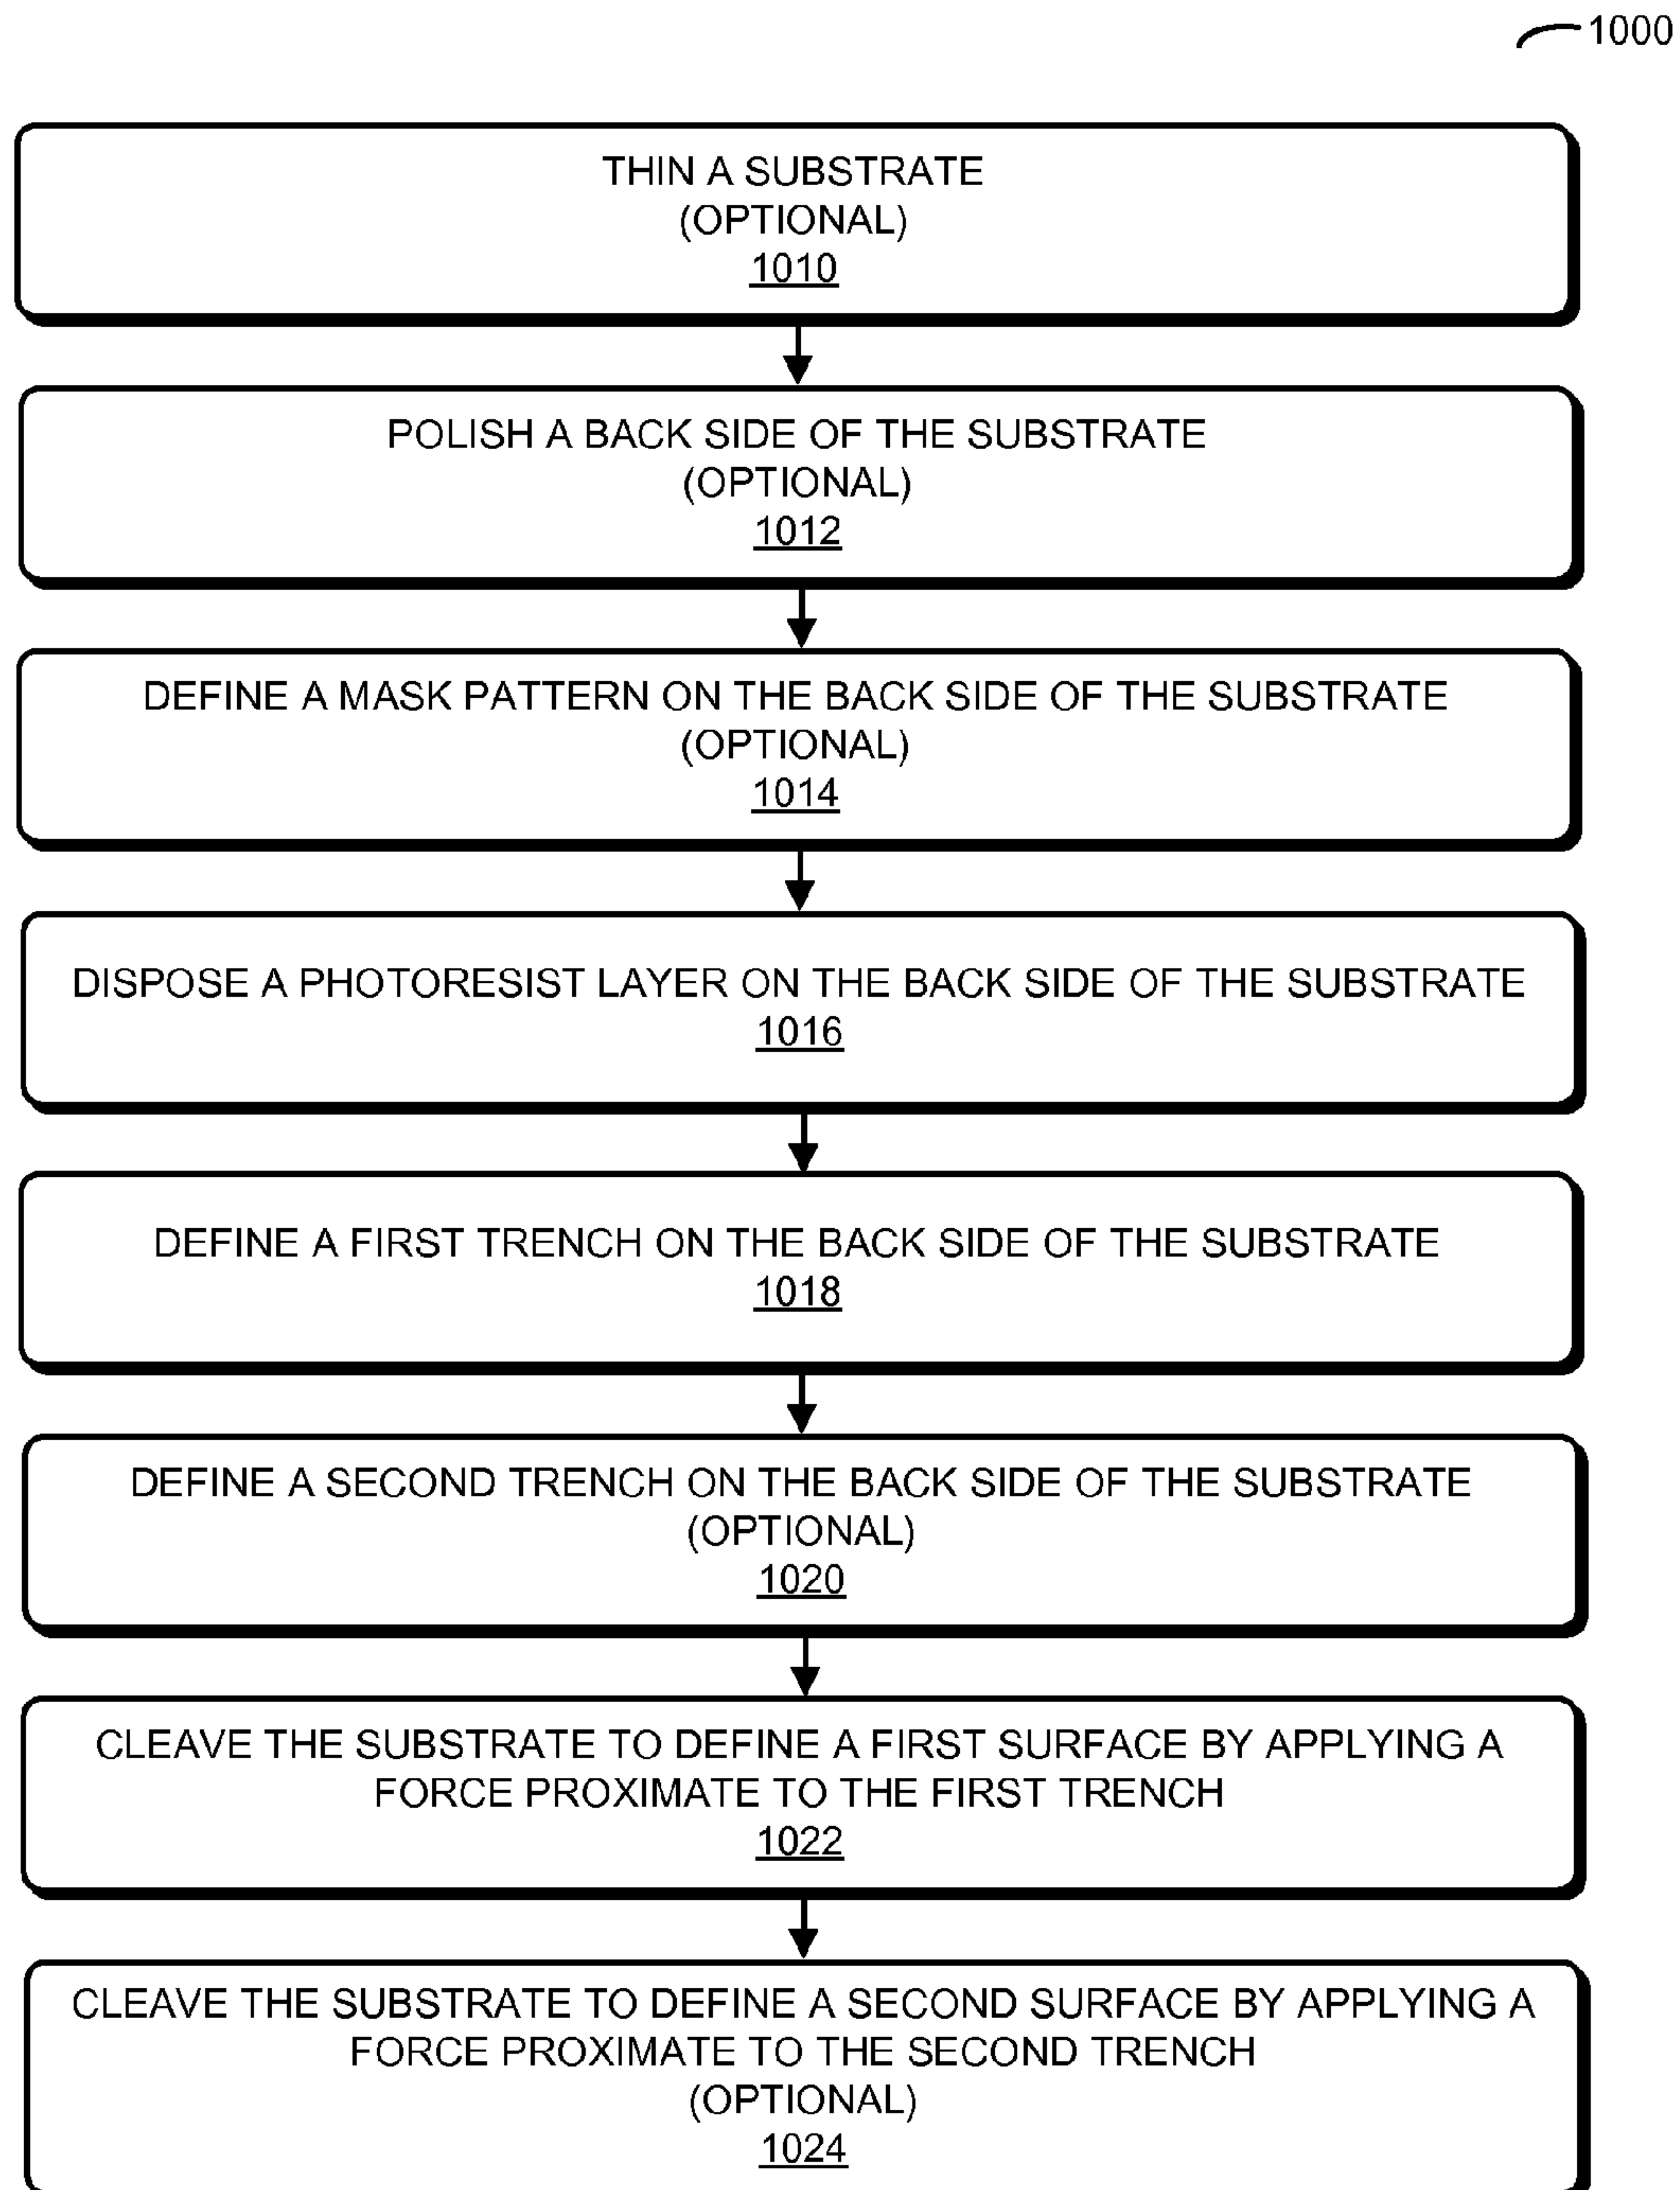 1000
THIN A SUBSTRATE
(OPTIONAL)
1010
POLISH A BACK SIDE OF THE SUBSTRATE
(OPTIONAL)
1012
DEFINE A MASK PATTERN ON THE BACK SIDE OF THE SUBSTRATE
(OPTIONAL)
1014
DISPOSE A PHOTORESIST LAYER ON THE BACK SIDE OF THE SUBSTRATE
1016
DEFINE A FIRST TRENCH ON THE BACK SIDE OF THE SUBSTRATE
1018
DEFINE A SECOND TRENCH ON THE BACK SIDE OF THE SUBSTRATE
(OPTIONAL)
1020
CLEAVE THE SUBSTRATE TO DEFINE A FIRST SURFACE BY APPLYING A
FORCE PROXIMATE TO THE FIRST TRENCH
1022
CLEAVE THE SUBSTRATE TO DEFINE A SECOND SURFACE BY APPLYING A
FORCE PROXIMATE TO THE SECOND TRENCH
(OPTIONAL)
1024